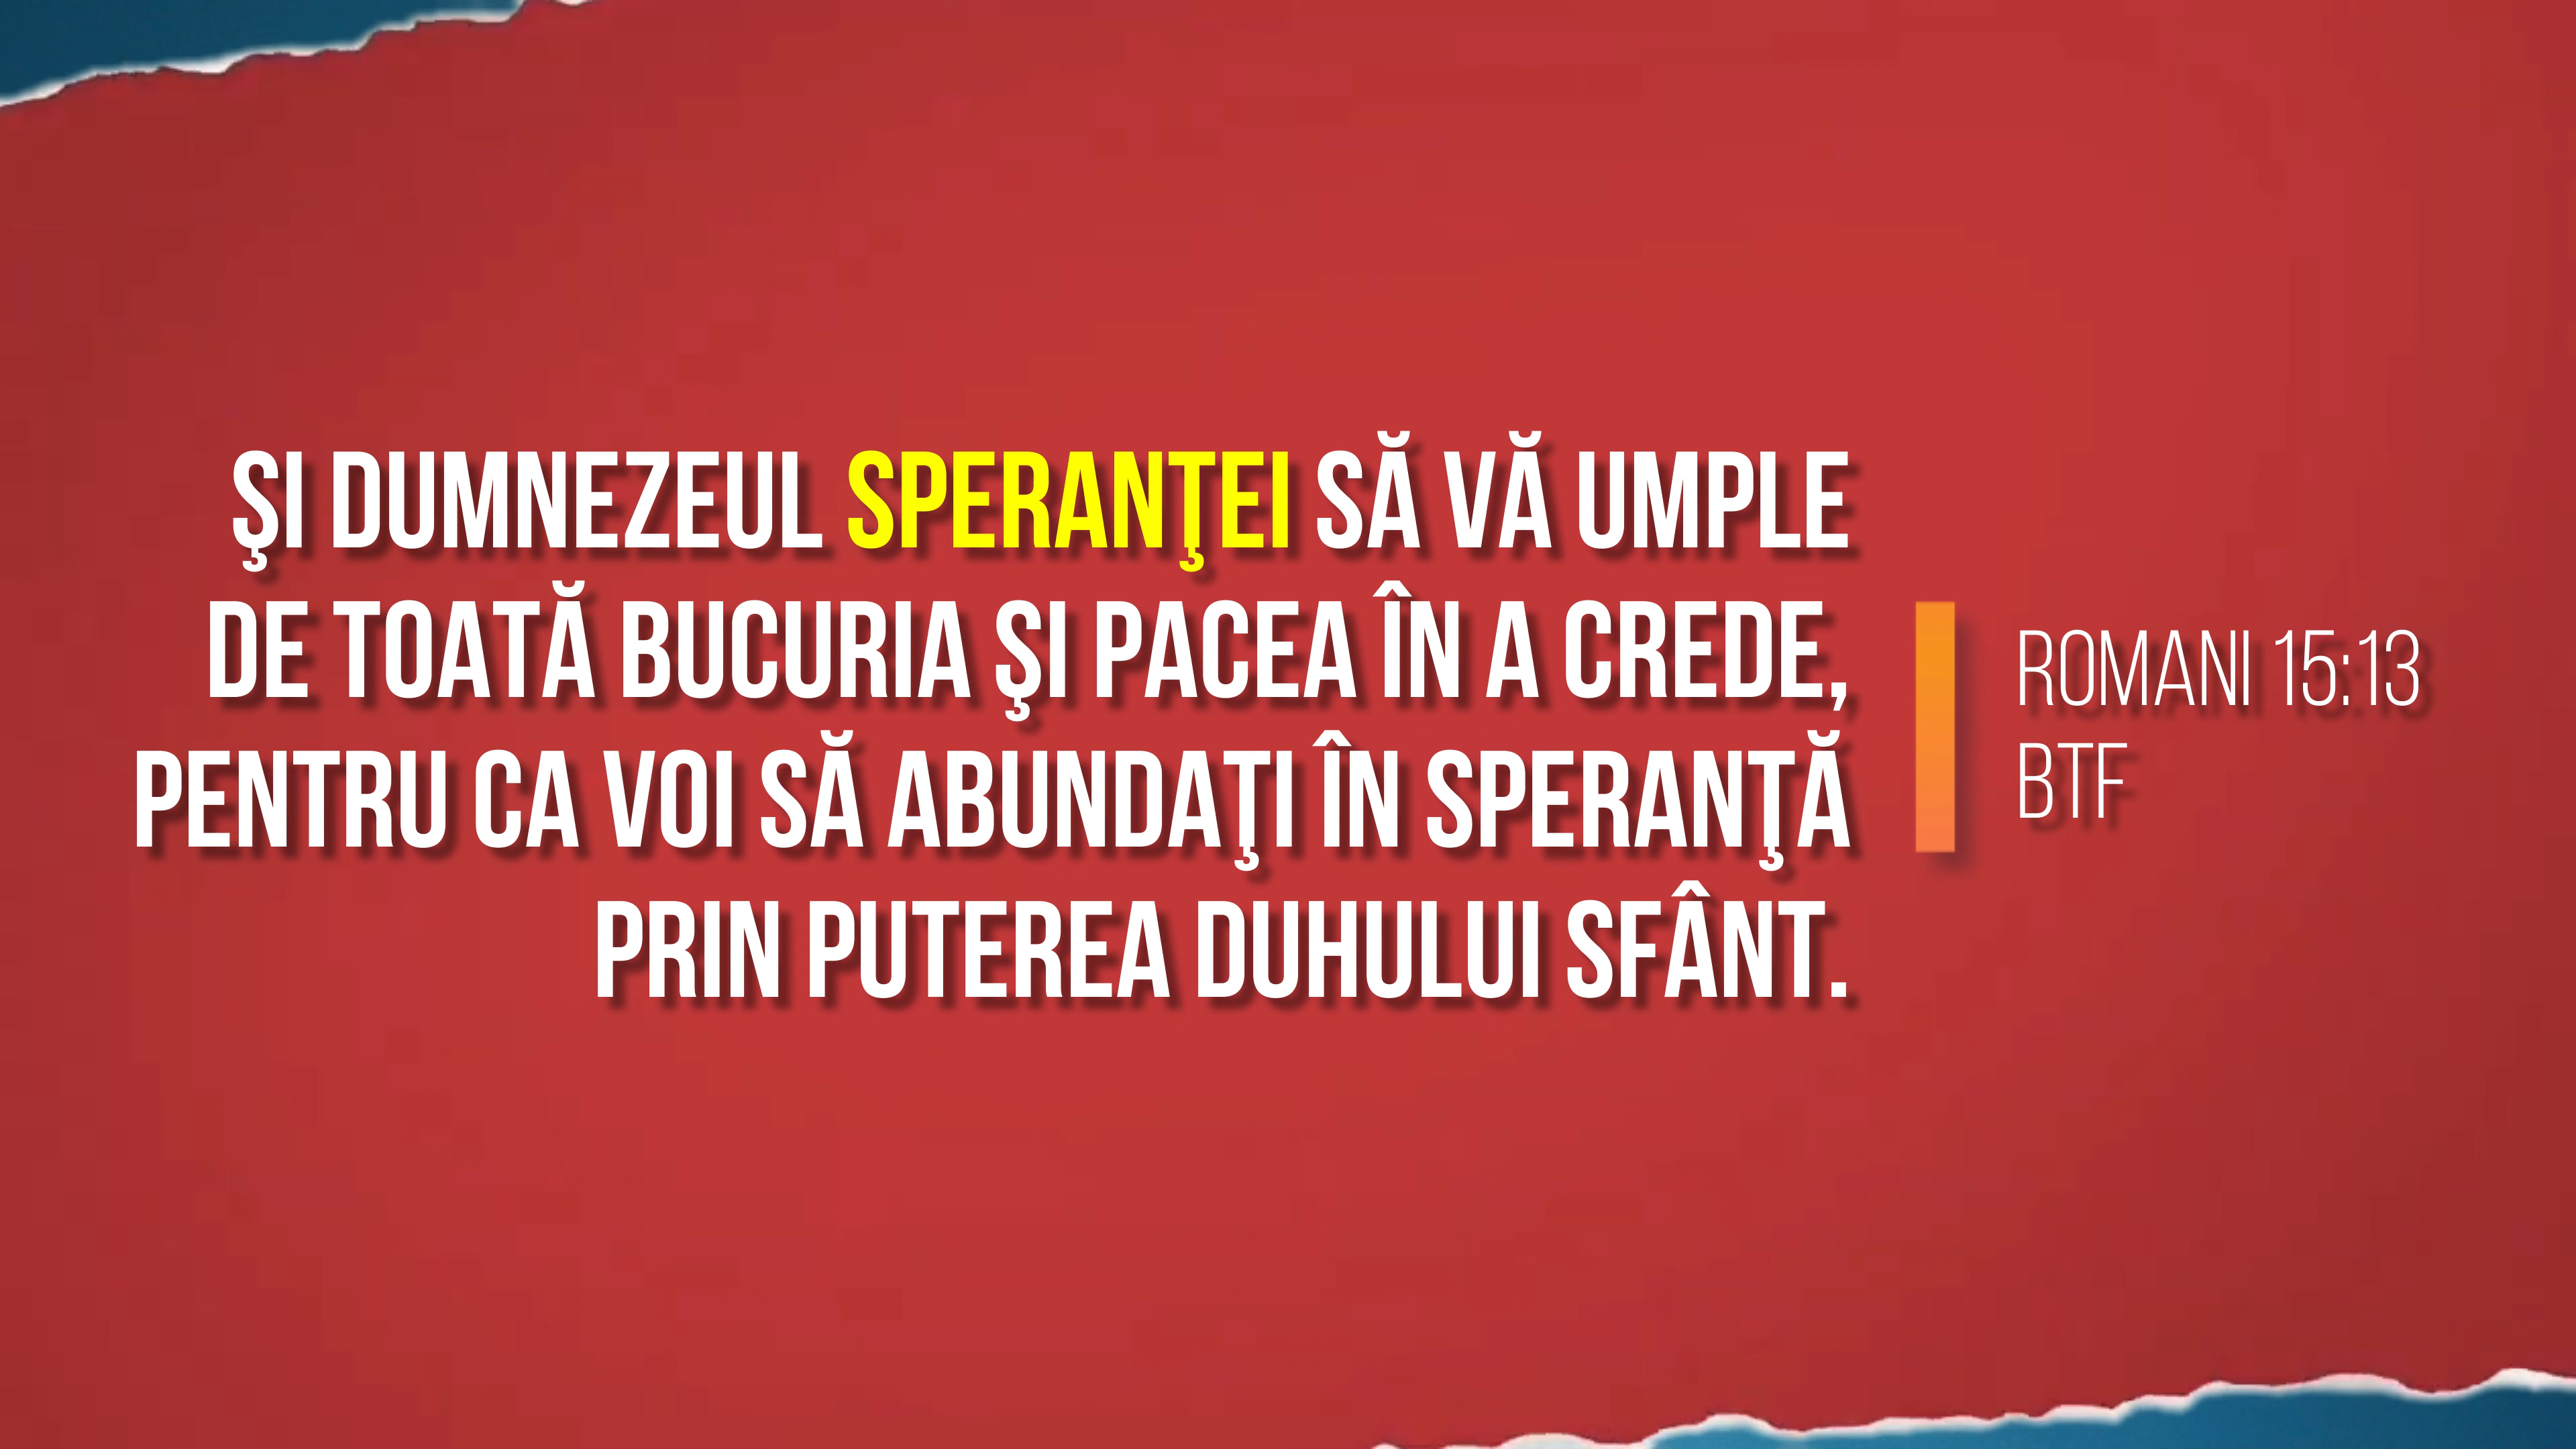 ŞI DUMNEZEUL SPERANŢEI SĂ VĂ UMPLE
DE TOATĂ BUCURIA ŞI PACEA ÎN A CREDE,
PENTRU CA VOI SĂ ABUNDAŢI ÎN SPERANŢĂ
PRIN PUTEREA DUHULUI SFÂNT.
ROMANI 15:13
BTF